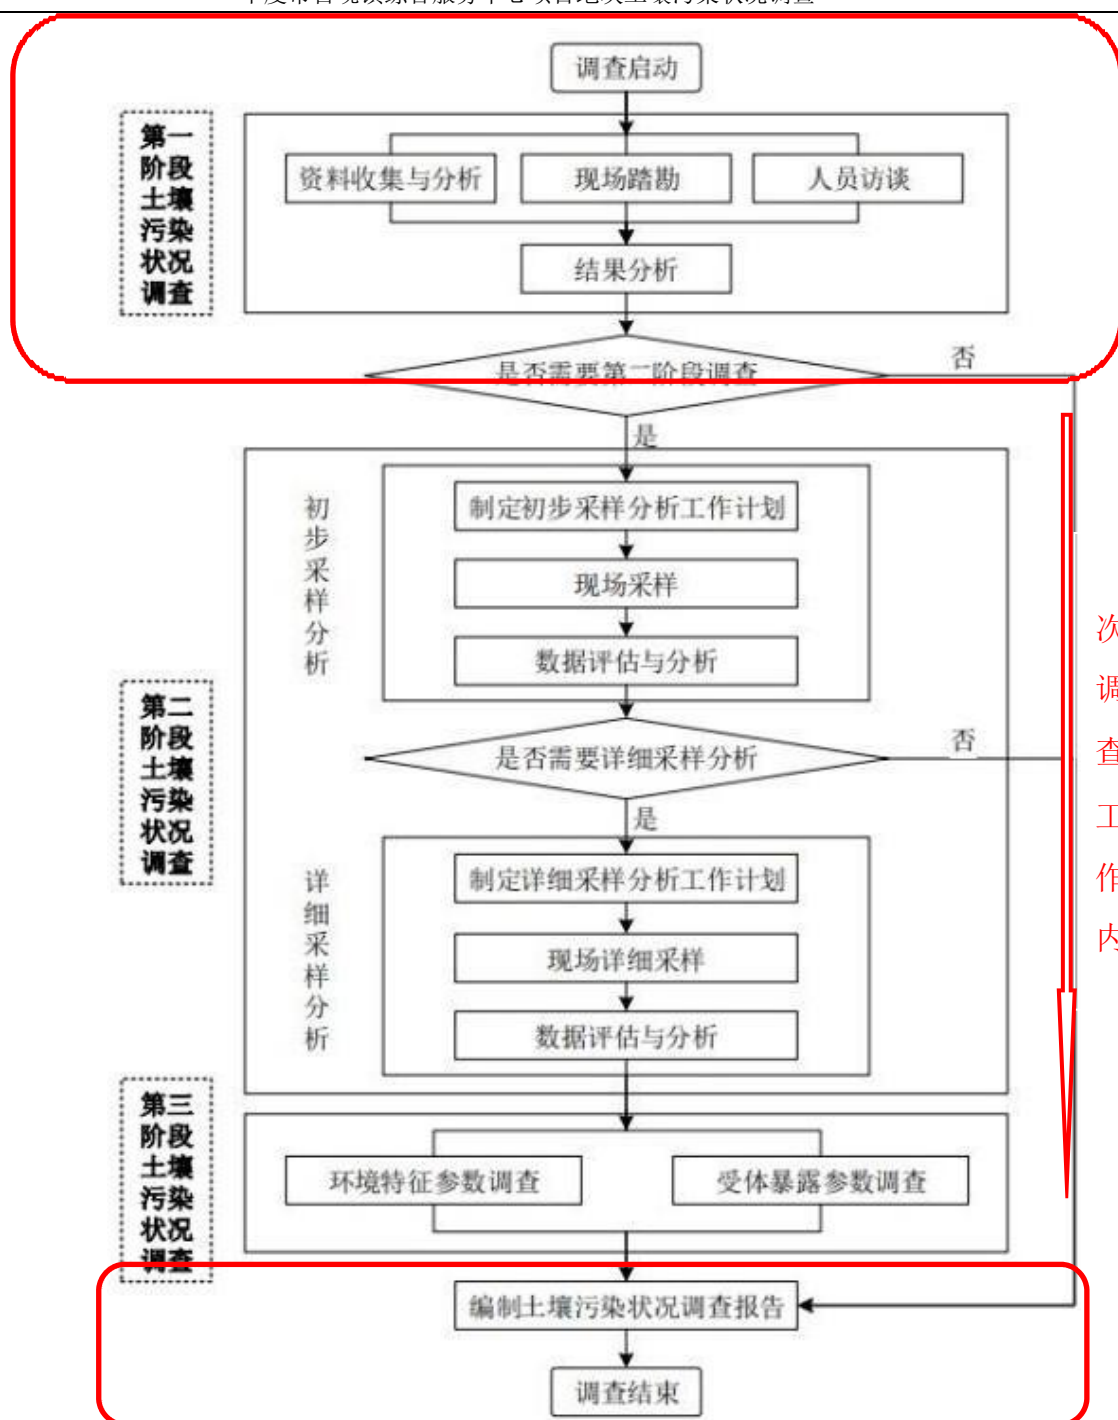 调查启动
第一
阶段
土壤
污染
状况
调查
资料收集与分析
现场踏勘
人员访谈
结果分析
是否需要第二阶段调查
否
是
初步采样分析
制定初步采样分析工作计划
现场采样
数据评估与分析
第二
阶段
土壤
污染
状况
调查
是否需要详细采样分析
否
是
详细采样分析
制定详细采样分析工作计划
现场详细采样
数据评估与分析
次
调
查
工
作
内
第三
阶段
土壤
污染
状况
调查
环境特征参数调查
受体暴露参数调查
编制土壤污染状况调查报告
调查结束